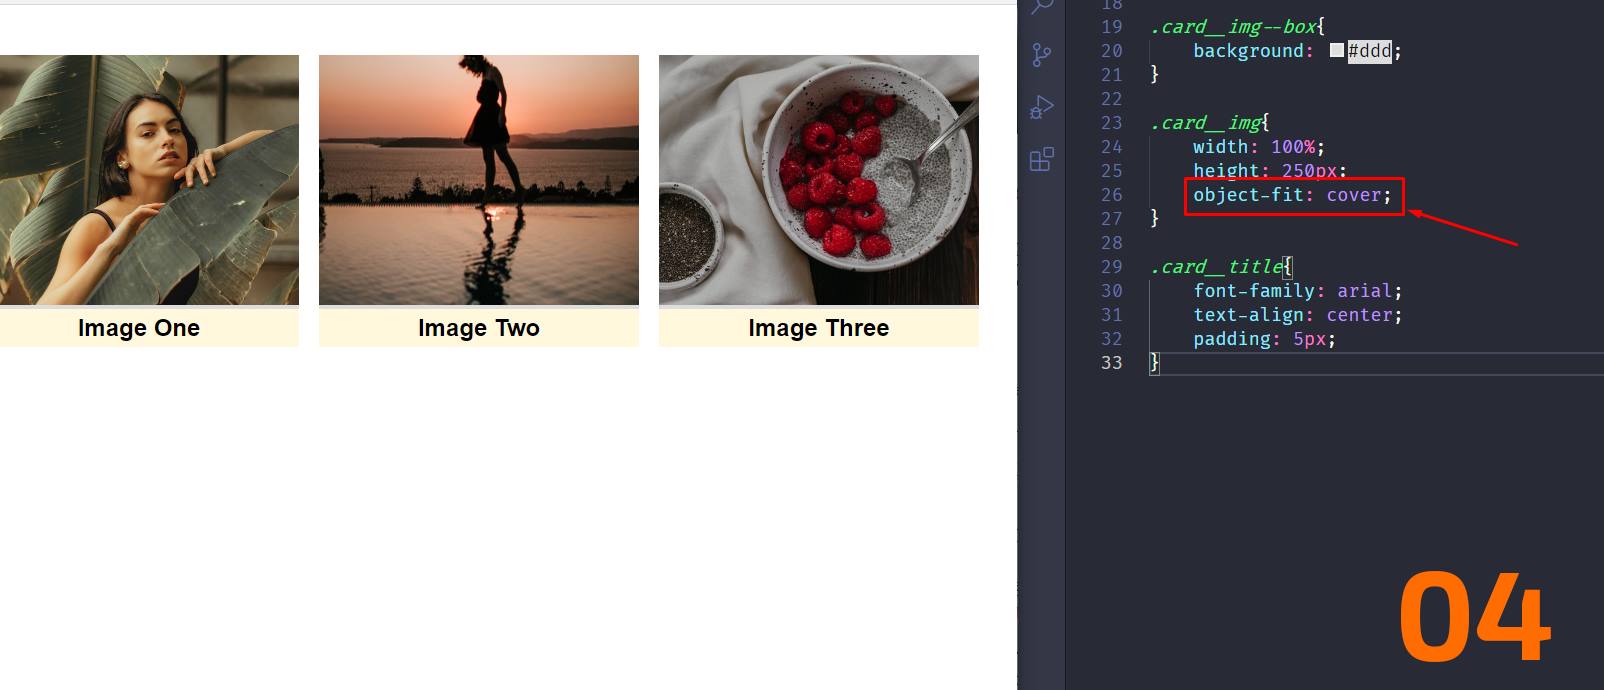 Image One
Image Two
Image Three
18
19 .card__img--box{
20 background: #ddd;
21 }
22
23 .card__img{
24 width: 100%;
25 height: 250px;
26 object-fit: cover;
27 }
28
29 .card__title{
30 font-family: arial;
31 text-align: center;
32 padding: 5px;
33 }
04